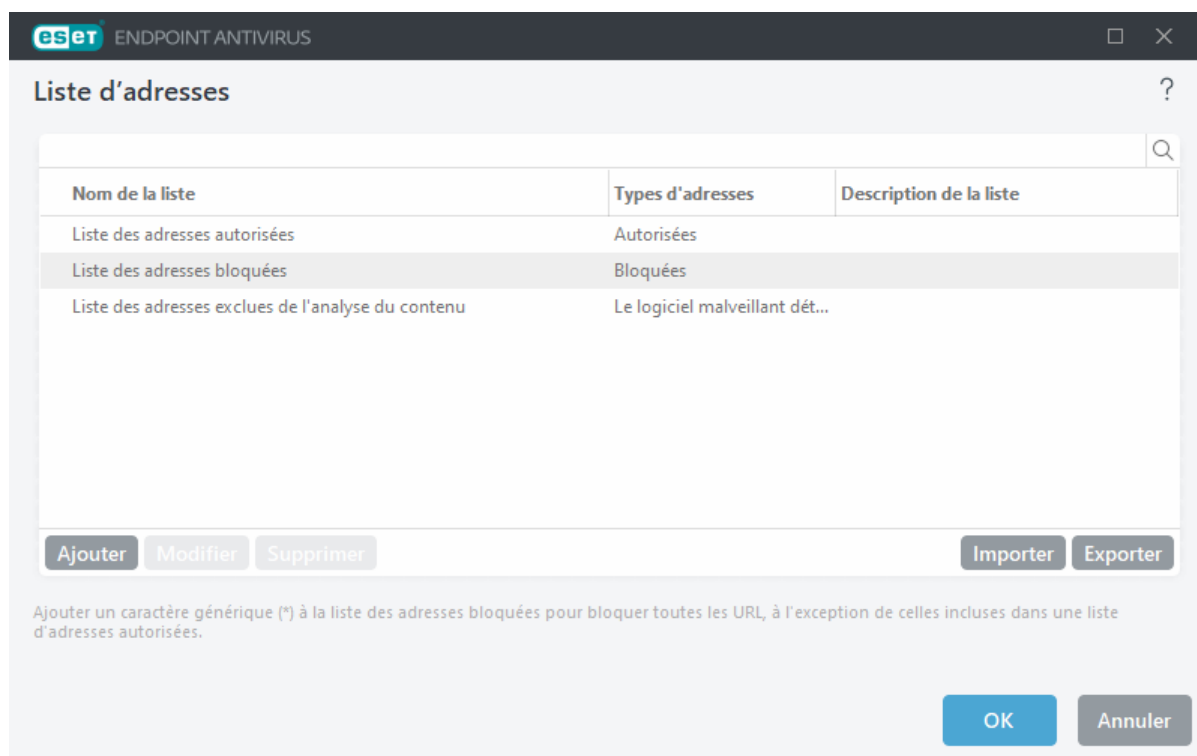 eset ENDPOINT ANTIVIRUS
Liste d'adresses
?
Nom de la liste Types d'adresses Description de la liste
Liste des adresses autorisées Autorisées
Liste des adresses bloquées Bloquées
Liste des adresses exclues de l'analyse du contenu Le logiciel malveillant dét...
Ajouter Modifier Supprimer Importer Exporter
Ajouter un caractère générique (*) à la liste des adresses bloquées pour bloquer toutes les URL, à l'exception de celles incluses dans une liste
d'adresses autorisées.
OK Annuler